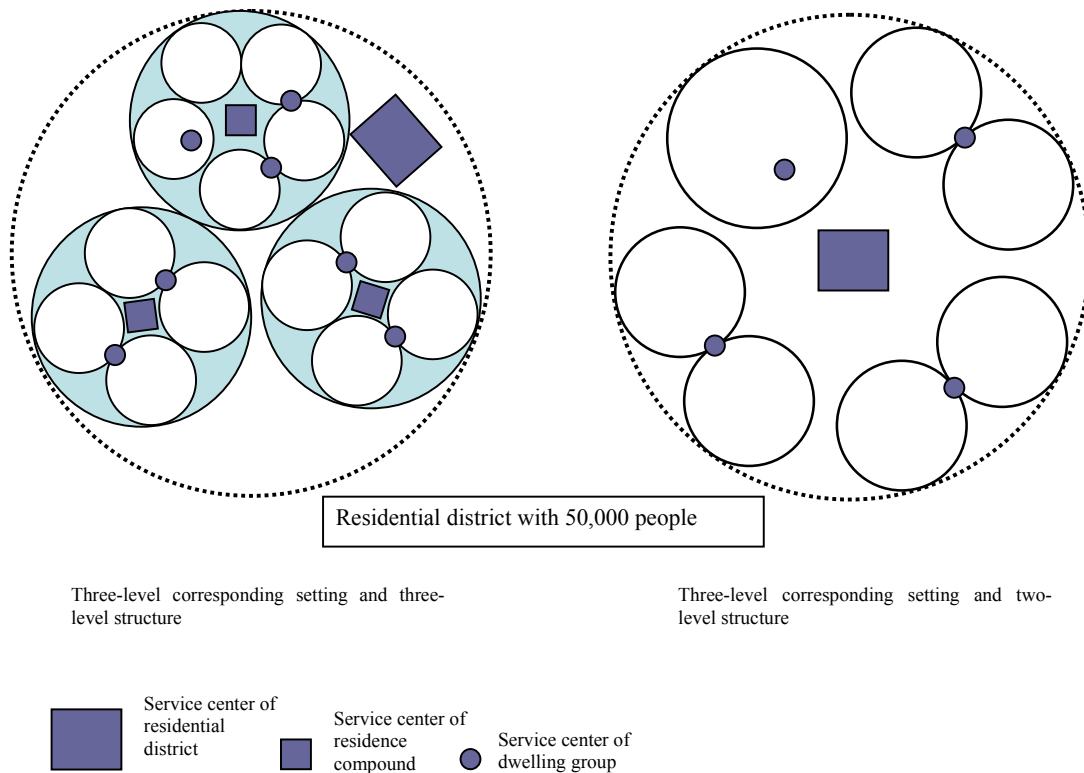 Residential district with 50,000 people
Three-level corresponding setting and three-
level structure
Three-level corresponding setting and two-
level structure
Service center of
residential
district
Service center of
residence
compound
Service center of
dwelling group